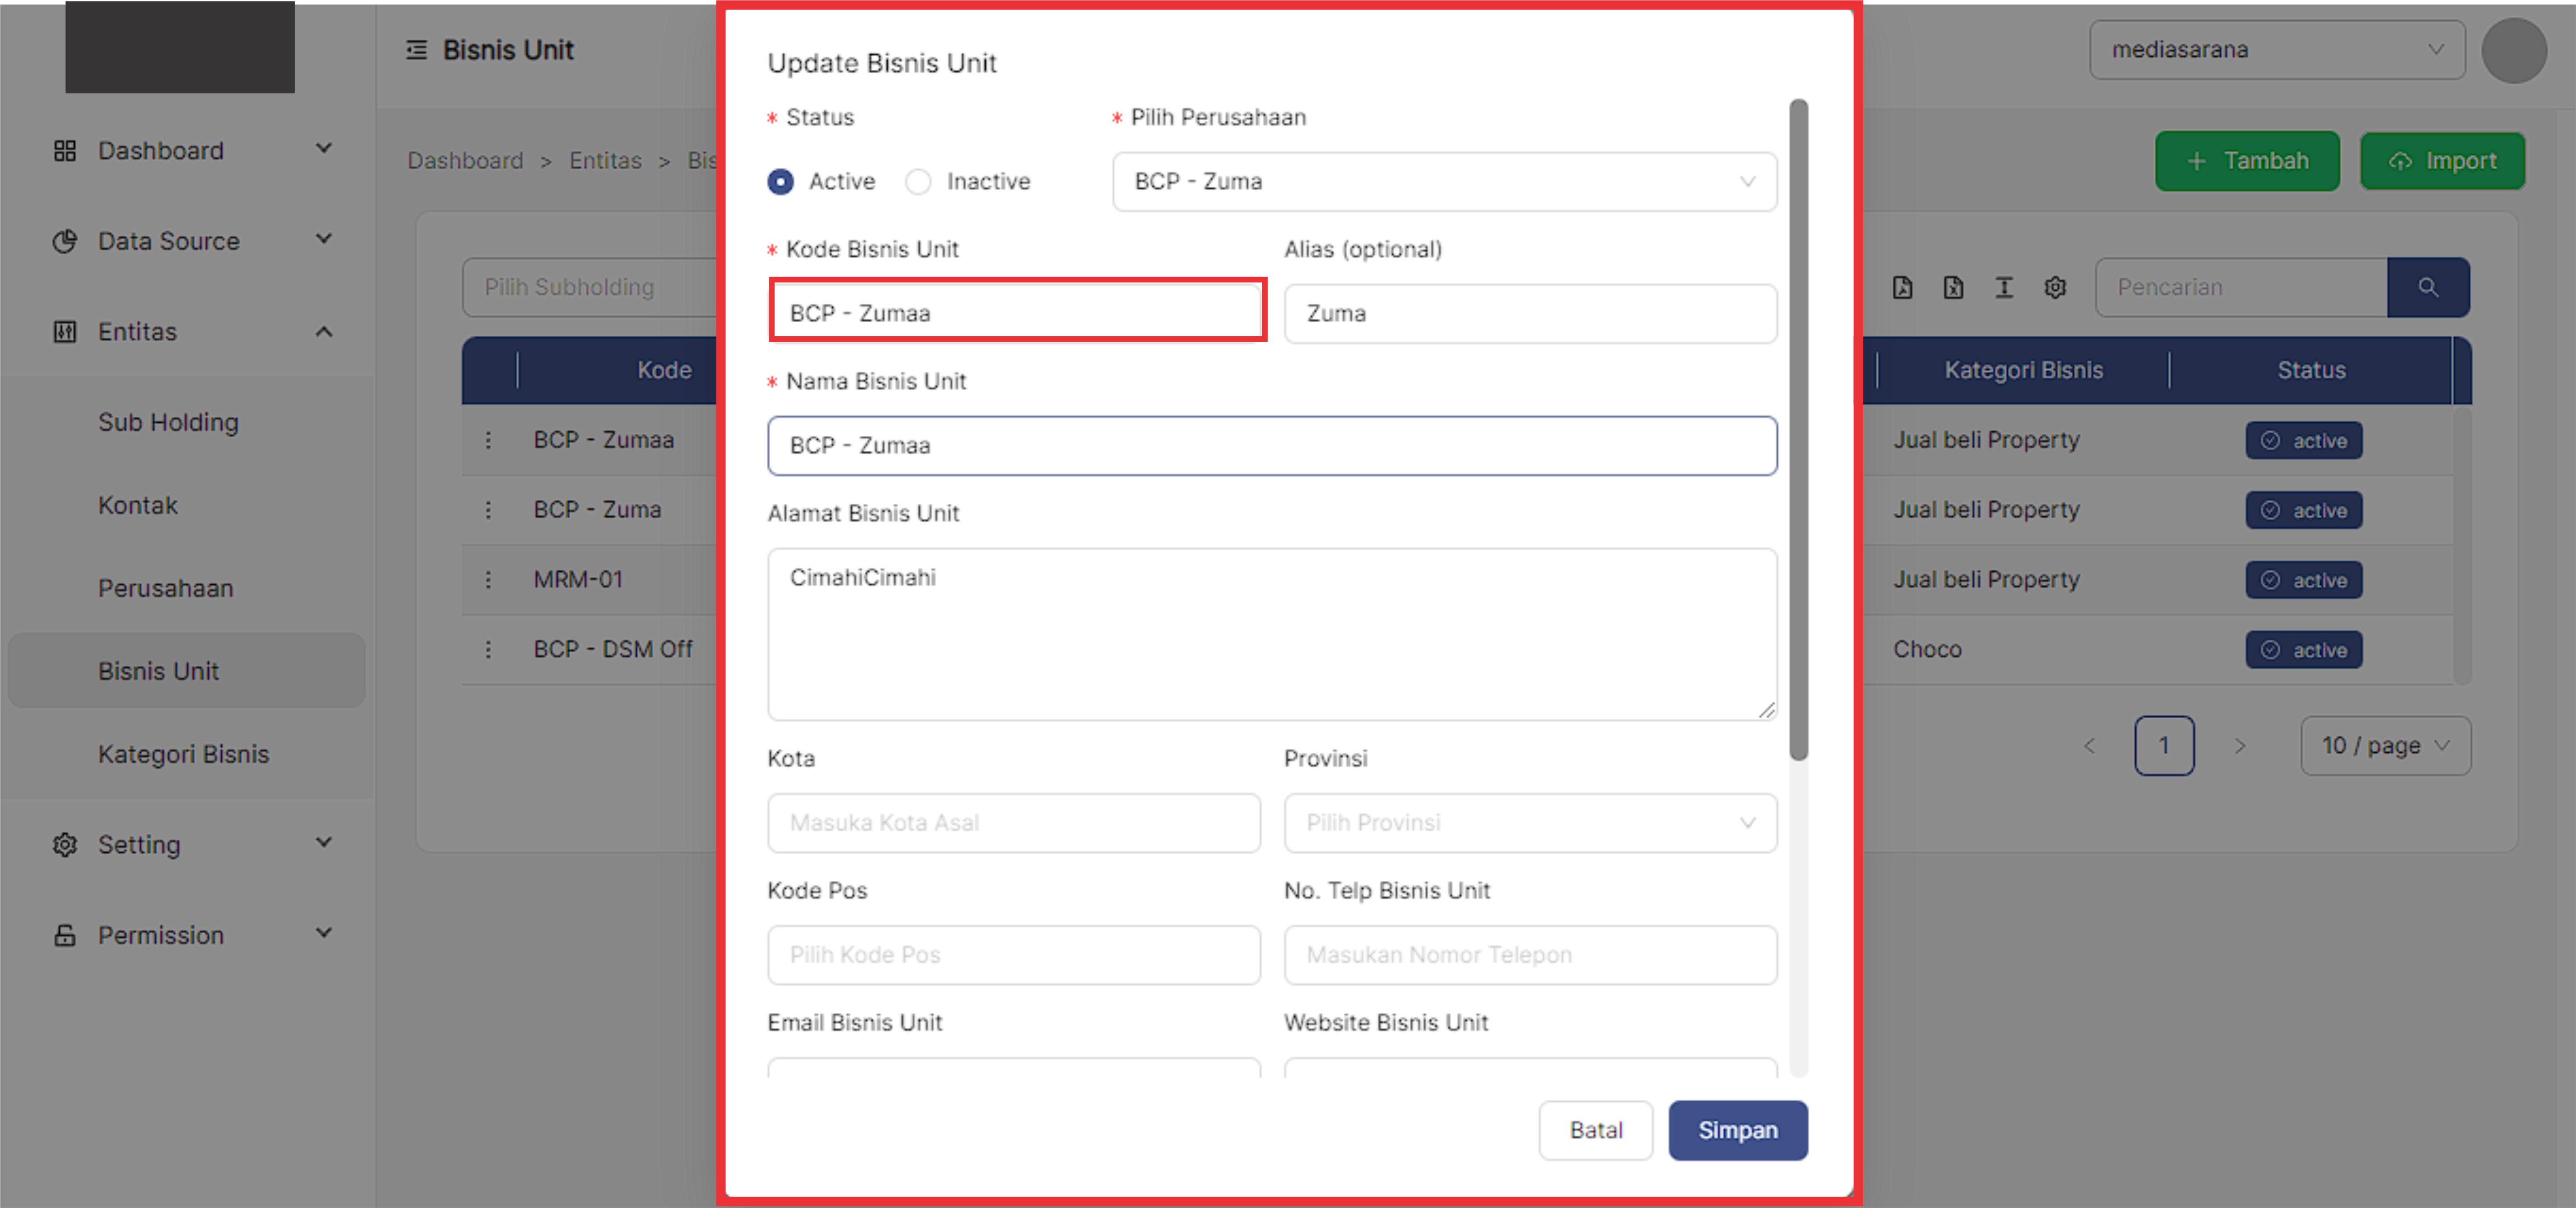 Bisnis Unit
mediasarana
Dashboard
Data Source
Entitas
Sub Holding
Kontak
Perusahaan
Bisnis Unit
Kategori Bisnis
Setting
Permission
Dashboard > Entitas > Bis
+ Tambah
Import
Pilih Subholding
Pencarian
Kode
Kategori Bisnis
Status
BCP - Zumaa
Jual beli Property
active
BCP - Zuma
Jual beli Property
active
MRM-01
Jual beli Property
active
BCP - DSM Off
Choco
active
< 1 >
10 / page
Update Bisnis Unit
* Status
* Pilih Perusahaan
Active
Inactive
BCP - Zuma
* Kode Bisnis Unit
Alias (optional)
BCP - Zumaa
Zuma
* Nama Bisnis Unit
BCP - Zumaa
Alamat Bisnis Unit
CimahiCimahi
Kota
Provinsi
Masuka Kota Asal
Pilih Provinsi
Kode Pos
No. Telp Bisnis Unit
Pilih Kode Pos
Masukan Nomor Telepon
Email Bisnis Unit
Website Bisnis Unit
Batal
Simpan